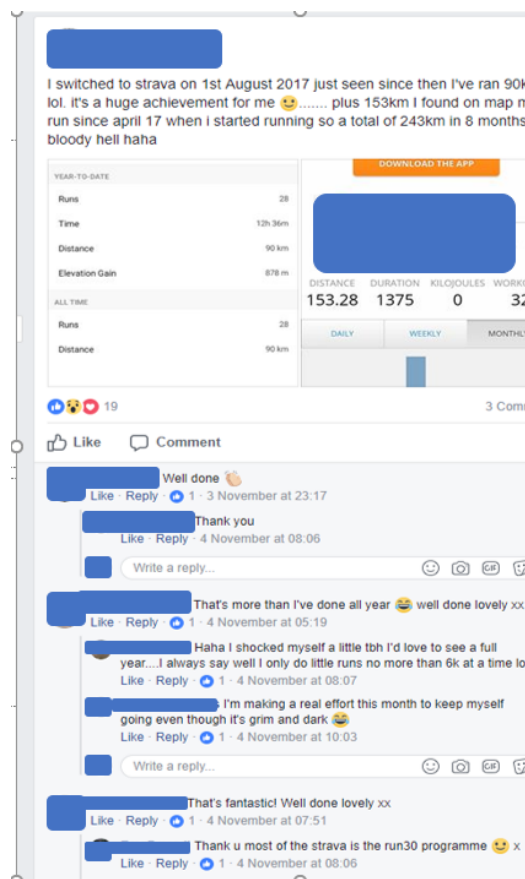 I switched to strava on 1st August 2017 just seen since then I've ran 90k
lol. it's a huge achievement for me 😉....... plus 153km I found on map m
run since april 17 when i started running so a total of 243km in 8 months
bloody hell haha
DOWNLOAD THE APP
YEAR-TO-DATE
Runs 28
Time 12h 36m
Distance 90 km
Elevation Gain 878 m
ALL TIME
Runs 28
Distance 90 km
DISTANCE DURATION KILOJOULES WORKO
153.28 1375 0 32
DAILY WEEKLY MONTHL
19
3 Com
Like Comment
Well done 👏🏻
Like · Reply · 1 · 3 November at 23:17
Thank you
Like · Reply · 4 November at 08:06
Write a reply...
GIF
That's more than I've done all year 😂 well done lovely xx
Like · Reply · 1 · 4 November at 05:19
Haha I shocked myself a little tbh I'd love to see a full
year....I always say well I only do little runs no more than 6k at a time lo
Like · Reply · 1 · 4 November at 08:07
s I'm making a real effort this month to keep myself
going even though it's grim and dark 😂
Like · Reply · 1 · 4 November at 10:03
Write a reply...
GIF
That's fantastic! Well done lovely xx
Like · Reply · 1 · 4 November at 07:51
Thank u most of the strava is the run30 programme 😉 x
Like · Reply · 1 · 4 November at 08:06